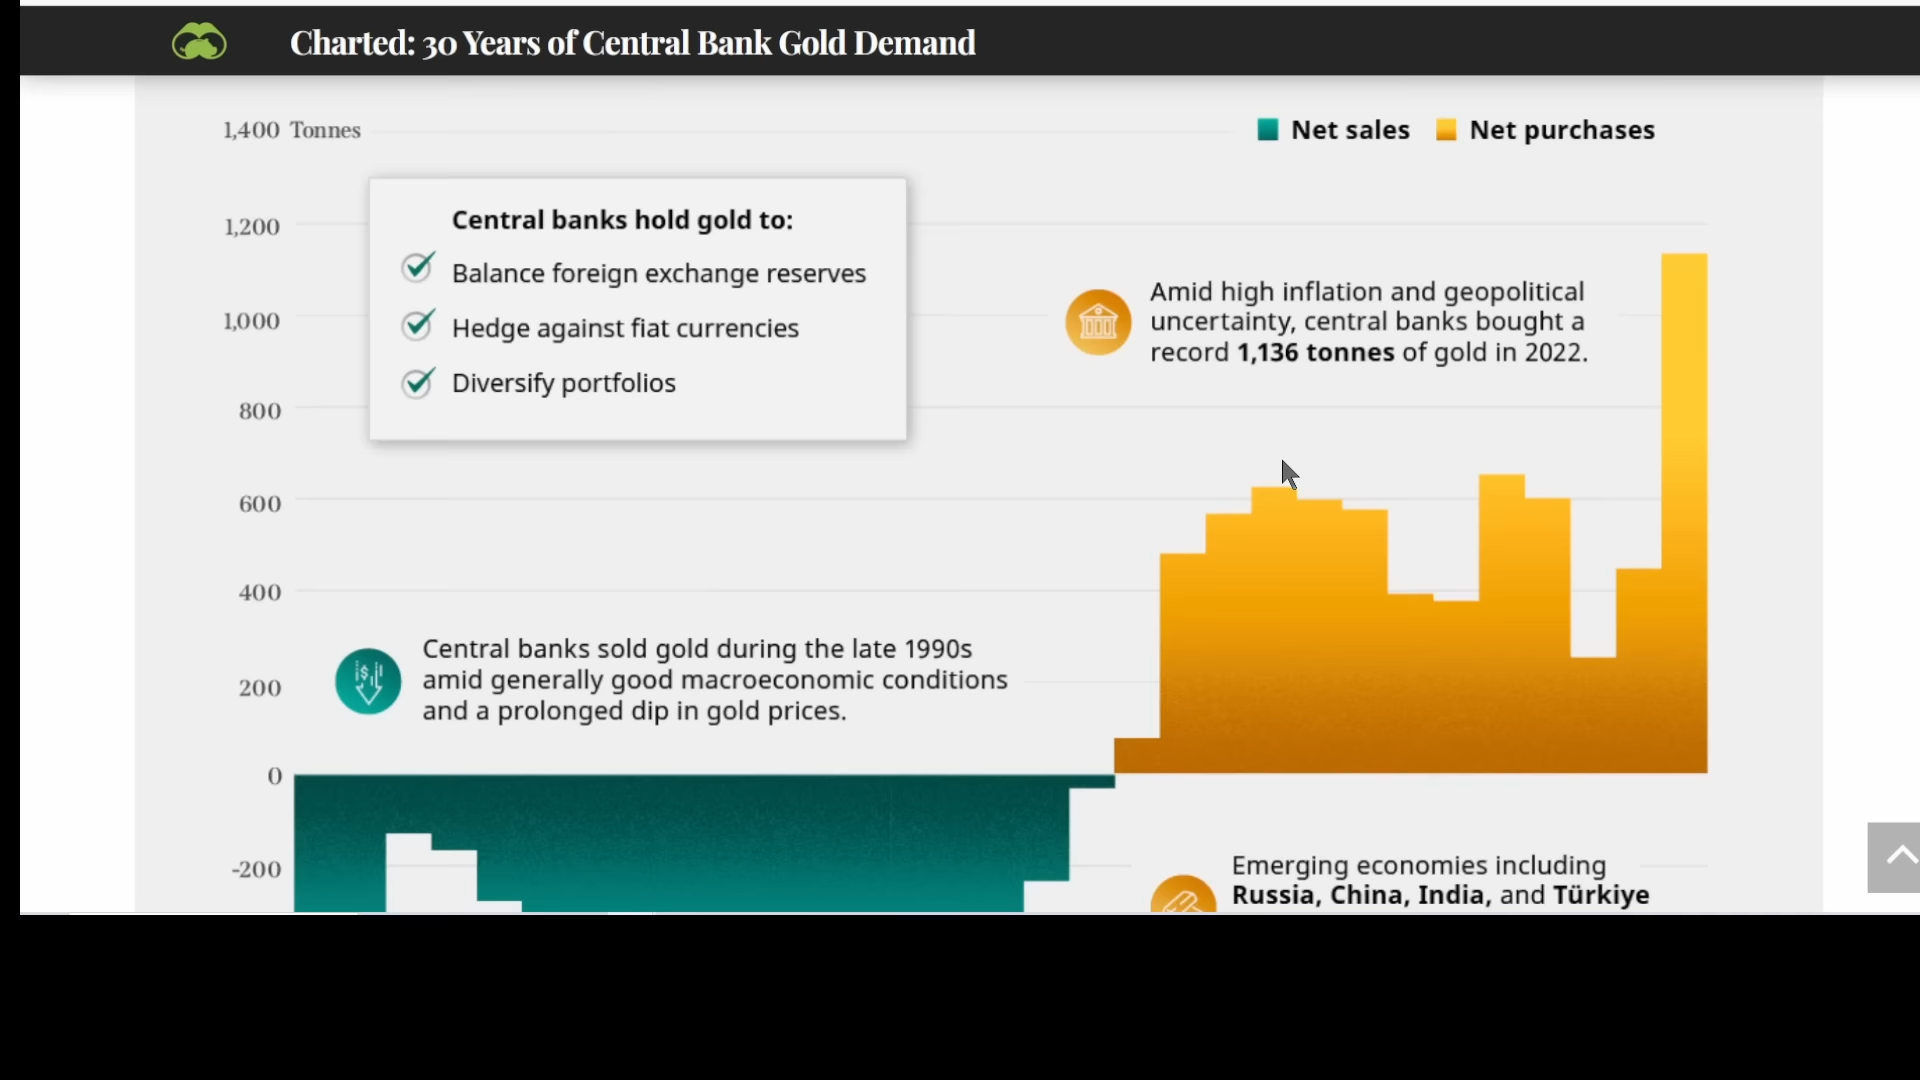 Charted: 30 Years of Central Bank Gold Demand
1,400 Tonnes
Net sales
Net purchases
Central banks hold gold to:
Balance foreign exchange reserves
Hedge against fiat currencies
Diversify portfolios
1,200
1,000
800
600
400
200
0
-200
Amid high inflation and geopolitical
uncertainty, central banks bought a
record 1,136 tonnes of gold in 2022.
Central banks sold gold during the late 1990s
amid generally good macroeconomic conditions
and a prolonged dip in gold prices.
Emerging economies including
Russia, China, India, and Türkiye